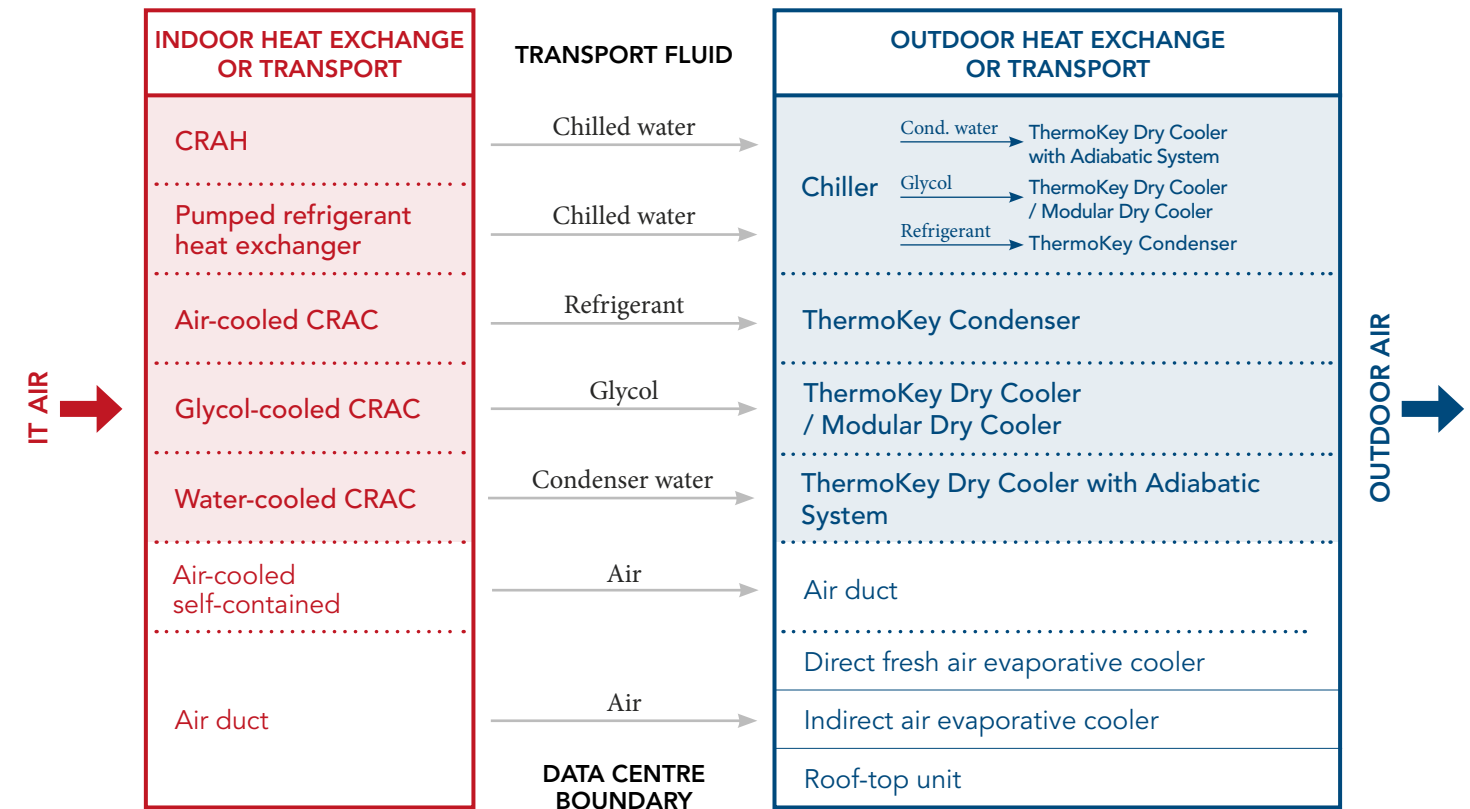 INDOOR HEAT EXCHANGE
OR TRANSPORT
TRANSPORT FLUID
OUTDOOR HEAT EXCHANGE
OR TRANSPORT
IT AIR
CRAH
Chilled water
Chiller
Cond. water
ThermoKey Dry Cooler
with Adiabatic System
Glycol
ThermoKey Dry Cooler
/ Modular Dry Cooler
Refrigerant
ThermoKey Condenser
Pumped refrigerant
heat exchanger
Chilled water
Air-cooled CRAC
Refrigerant
ThermoKey Condenser
Glycol-cooled CRAC
Glycol
ThermoKey Dry Cooler
/ Modular Dry Cooler
Water-cooled CRAC
Condenser water
ThermoKey Dry Cooler with Adiabatic
System
Air-cooled
self-contained
Air
Air duct
Air duct
Air
Direct fresh air evaporative cooler
Indirect air evaporative cooler
Roof-top unit
DATA CENTRE
BOUNDARY
OUTDOOR AIR